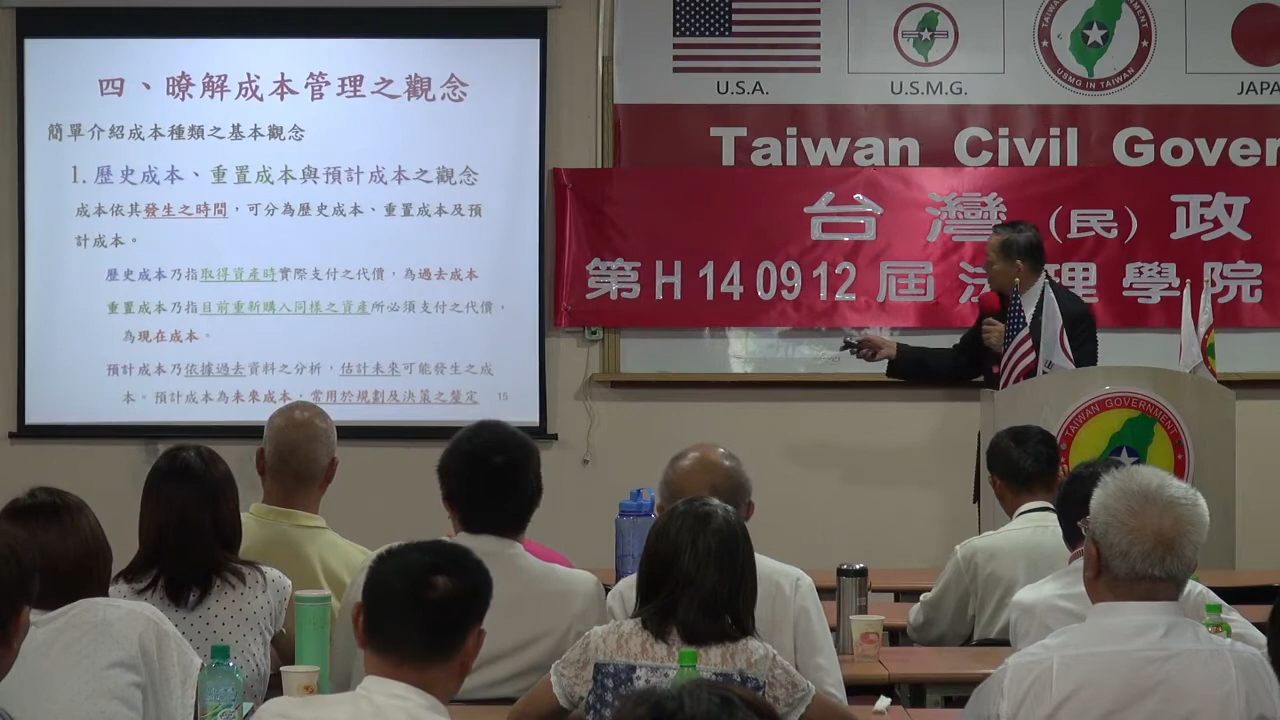 四、瞭解成本管理之觀念
簡單介紹成本種類之基本觀念
1. 歷史成本、重置成本與預計成本之觀念
成本依其發生之時間，可分為歷史成本、重置成本及預
計成本。
歷史成本乃指取得資產時實際支付之代價，為過去成本
重置成本乃指目前重新購入同樣之資產所必須支付之代價，
為現在成本。
預計成本乃依據過去資料之分析，估計未來可能發生之成
本。預計成本為未來成本，常用於規劃及決策之釐定
15
U.S.A.
U.S.M.G.
USMG IN TAIWAN
JAPA
Taiwan Civil Gover
台灣（民）政
第H140912屆法理學院
TAIWAN GOVERNMENT